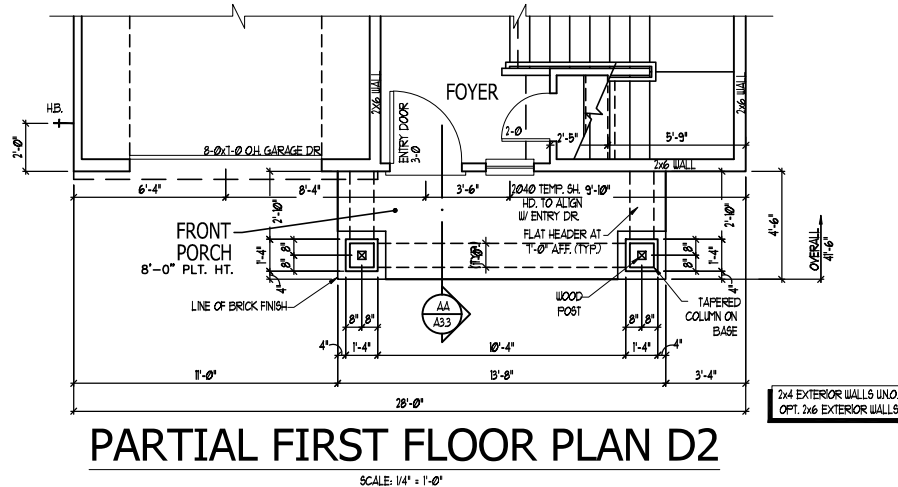 FOYER
H.B.
2'-0"
8-0x7-0 O.H. GARAGE DR.
2x6 WALL
ENTRY DOOR
3-0
2-0
2'-5"
5'-9"
2x6 WALL
2x6 WALL
6'-4"
8'-4"
3'-6"
2040 TEMP. SH.
HD. TO ALIGN
W/ ENTRY DR.
9'-10"
FLAT HEADER AT
7'-0" A.F.F. (TYP.)
FRONT
PORCH
8'-0" PLT. HT.
2'-10"
1'-4"
8"
8"
4"
(TYP.)
2'-10"
8"
8"
1'-4"
4"
4'-6"
OVERALL
41'-6"
LINE OF BRICK FINISH
AA
A3.3
WOOD
POST
TAPERED
COLUMN ON
BASE
8"
8"
8"
8"
4"
1'-4"
10'-4"
1'-4"
4"
11'-0"
13'-8"
3'-4"
28'-0"
2x4 EXTERIOR WALLS U.N.O.
OPT. 2x6 EXTERIOR WALLS
PARTIAL FIRST FLOOR PLAN D2
SCALE: 1/4" = 1'-0"